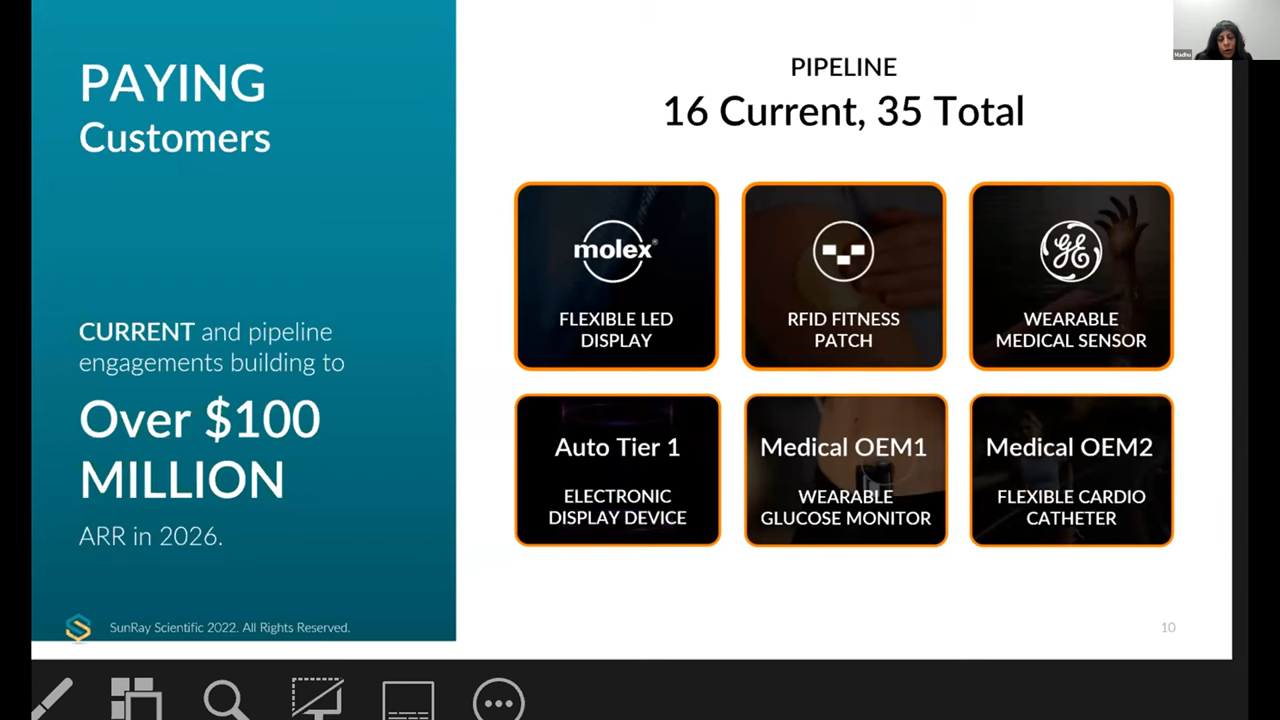 PAYING
Customers
CURRENT and pipeline
engagements building to
Over $100
MILLION
ARR in 2026.
SunRay Scientific 2022. All Rights Reserved.
PIPELINE
16 Current, 35 Total
molex®
FLEXIBLE LED
DISPLAY
RFID FITNESS
PATCH
GE
WEARABLE
MEDICAL SENSOR
Auto Tier 1
ELECTRONIC
DISPLAY DEVICE
Medical OEM1
WEARABLE
GLUCOSE MONITOR
Medical OEM2
FLEXIBLE CARDIO
CATHETER
10
Madhu